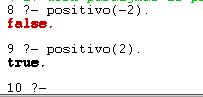 8 ?- positivo(-2).
false.
9 ?- positivo(2).
true.
10 ?-